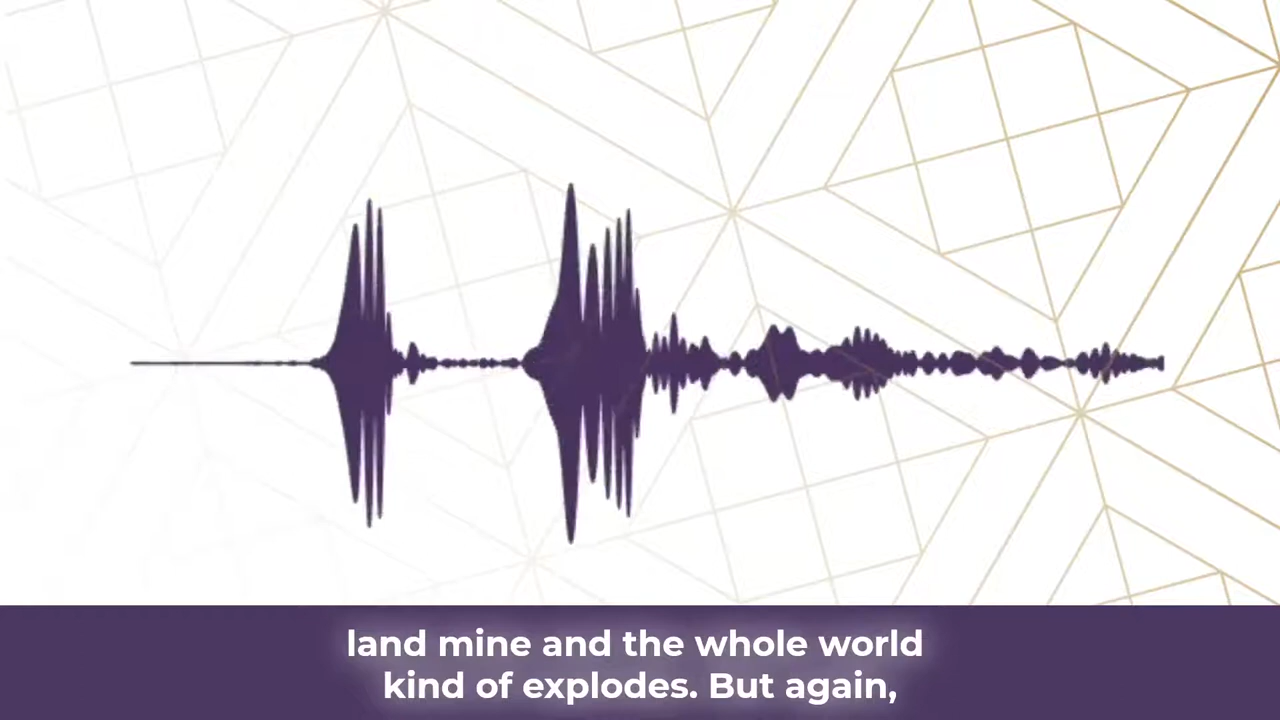 land mine and the whole world
kind of explodes. But again,